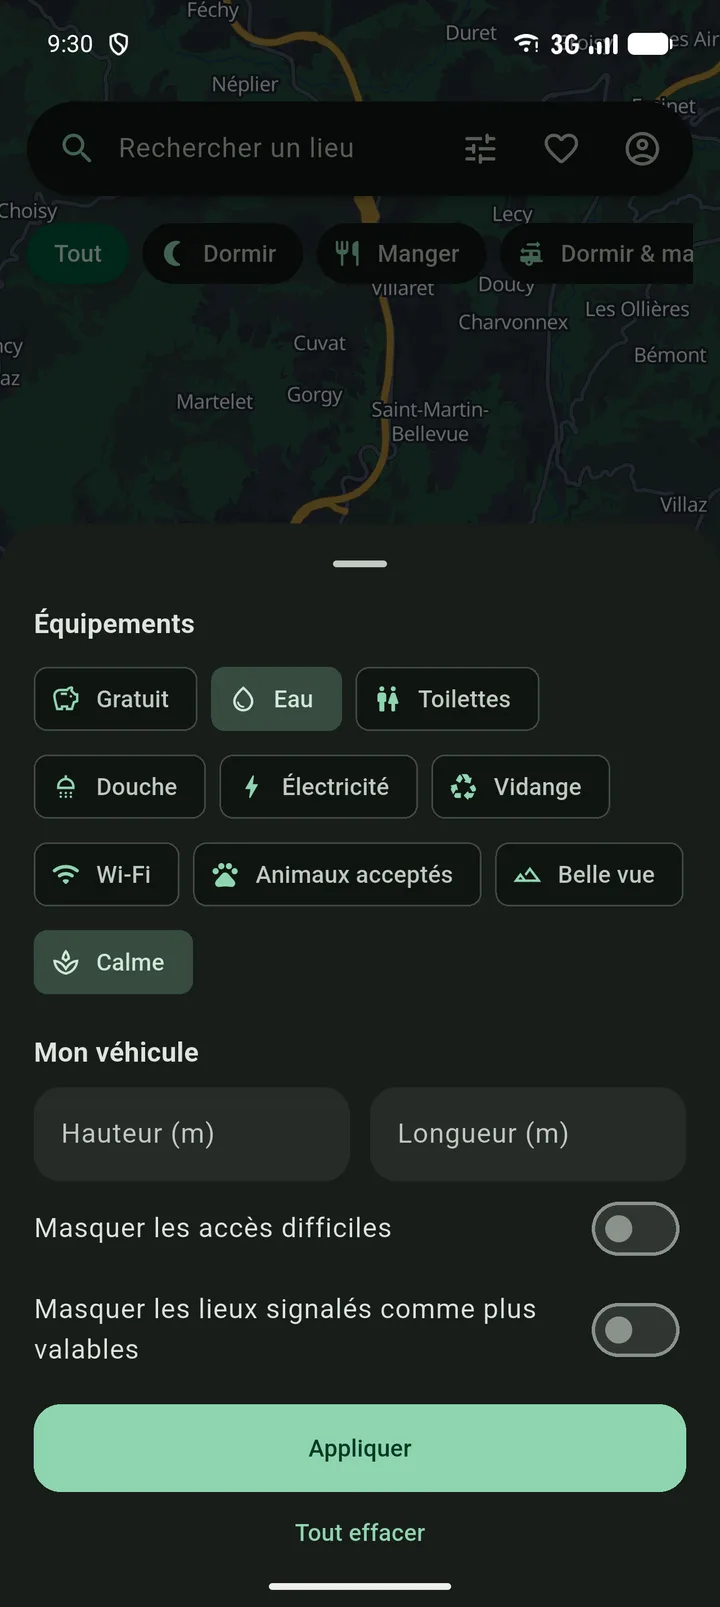 Féchy
Duret
9:30
3G
Néplier
Rechercher un lieu
Choisy
Lecy
Tout
Dormir
Manger
Dormir & ma
Villaret
Doucy
Les Ollières
Charvonnex
Cuvat
Bémont
Martelet
Gorgy
Saint-Martin-
Bellevue
Villaz
Équipements
Gratuit
Eau
Toilettes
Douche
Électricité
Vidange
Wi-Fi
Animaux acceptés
Belle vue
Calme
Mon véhicule
Hauteur (m)
Longueur (m)
Masquer les accès difficiles
Masquer les lieux signalés comme plus
valables
Appliquer
Tout effacer